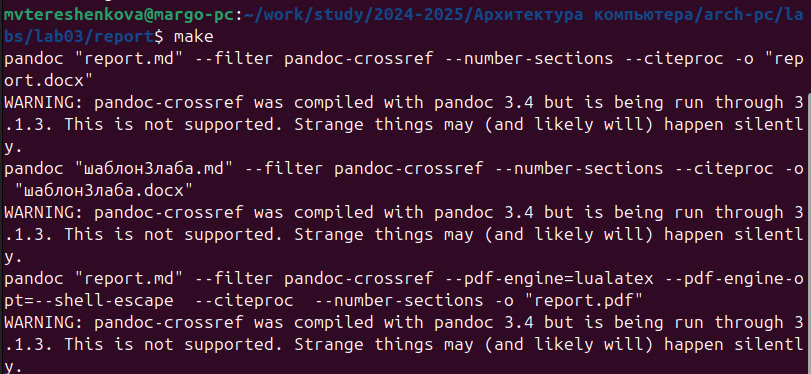 mvtereshenkova@margo-pc:~/work/study/2024-2025/Архитектура компьютера/arch-pc/la
bs/lab03/report$ make
pandoc "report.md" --filter pandoc-crossref --number-sections --citeproc -o "rep
ort.docx"
WARNING: pandoc-crossref was compiled with pandoc 3.4 but is being run through 3
.1.3. This is not supported. Strange things may (and likely will) happen silentl
y.
pandoc "шаблон3лаба.md" --filter pandoc-crossref --number-sections --citeproc -o
 "шаблон3лаба.docx"
WARNING: pandoc-crossref was compiled with pandoc 3.4 but is being run through 3
.1.3. This is not supported. Strange things may (and likely will) happen silentl
y.
pandoc "report.md" --filter pandoc-crossref --pdf-engine=lualatex --pdf-engine-o
pt=--shell-escape  --citeproc  --number-sections -o "report.pdf"
WARNING: pandoc-crossref was compiled with pandoc 3.4 but is being run through 3
.1.3. This is not supported. Strange things may (and likely will) happen silentl
y.